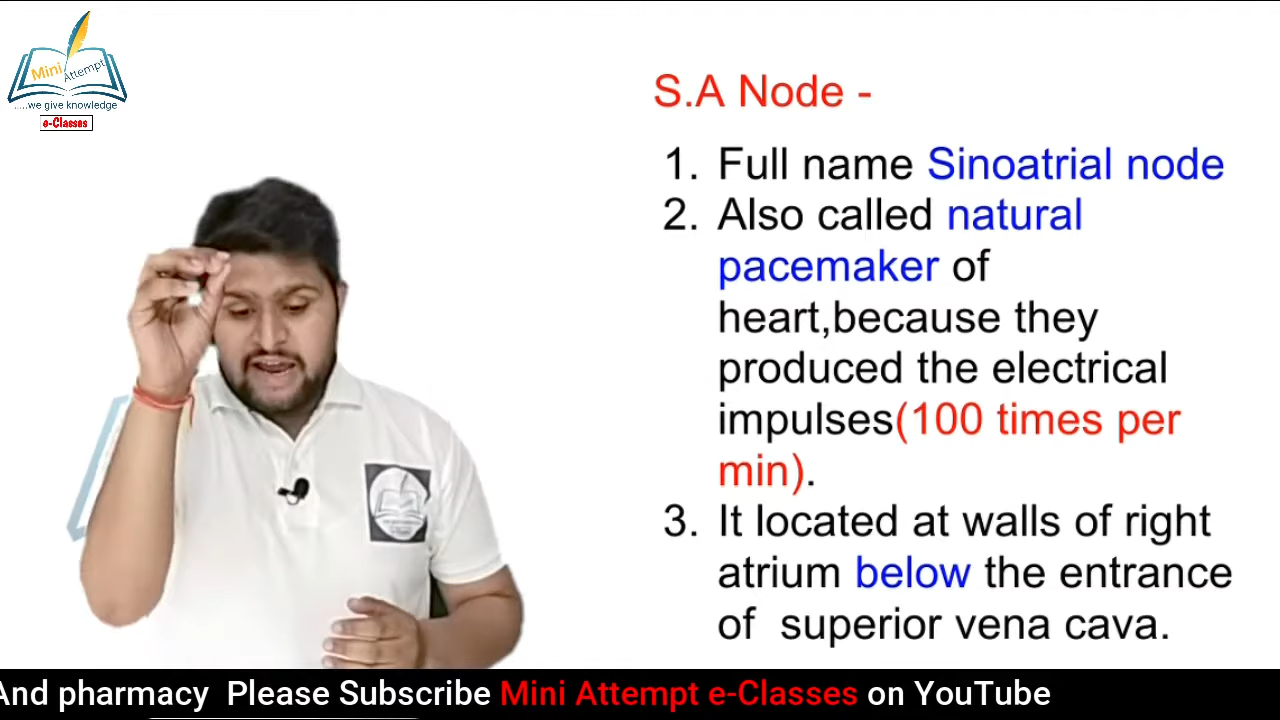 Mini Attempt
.....we give knowledge
e-Classes
S.A Node -
1. Full name Sinoatrial node
2. Also called natural
pacemaker of
heart,because they
produced the electrical
impulses(100 times per
min).
3. It located at walls of right
atrium below the entrance
of superior vena cava.
And pharmacy Please Subscribe Mini Attempt e-Classes on YouTube